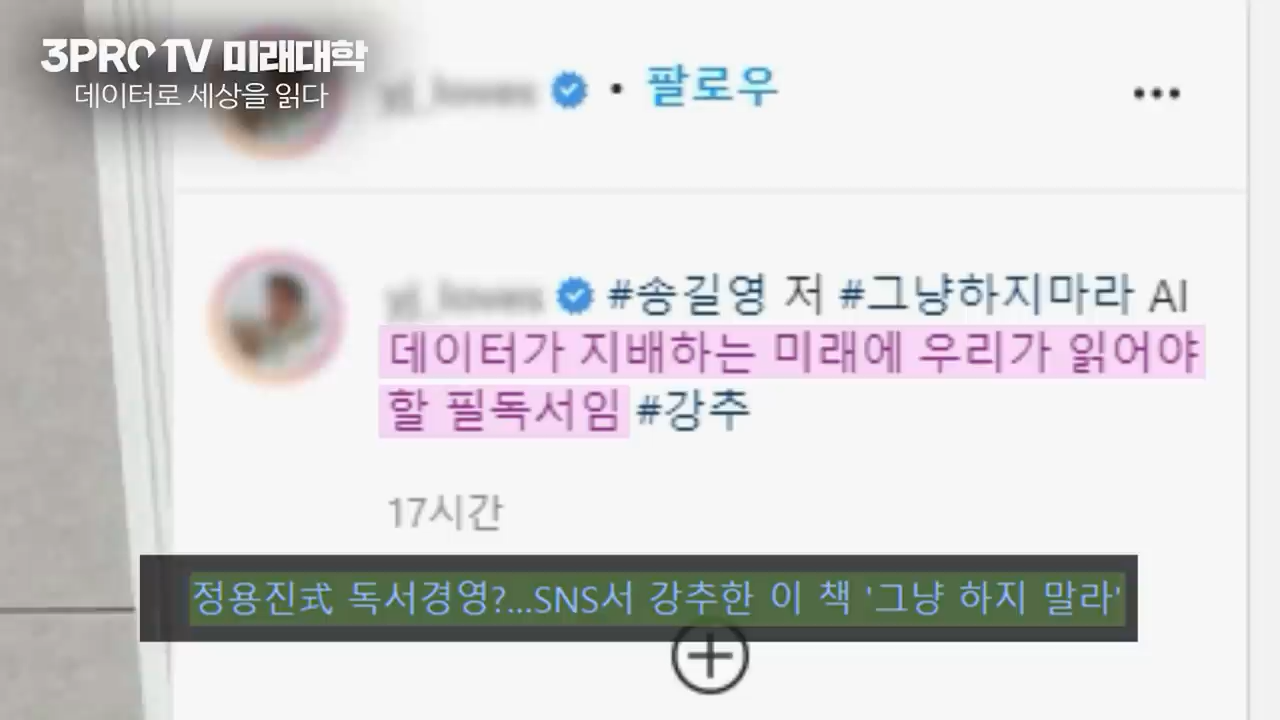 3PRO TV 미래대학
데이터로 세상을 읽다
• 팔로우
#송길영 저 #그냥하지마라 AI
데이터가 지배하는 미래에 우리가 읽어야
할 필독서임 #강추
17시간
정용진式 독서경영?...SNS서 강추한 이 책 '그냥 하지 말라'